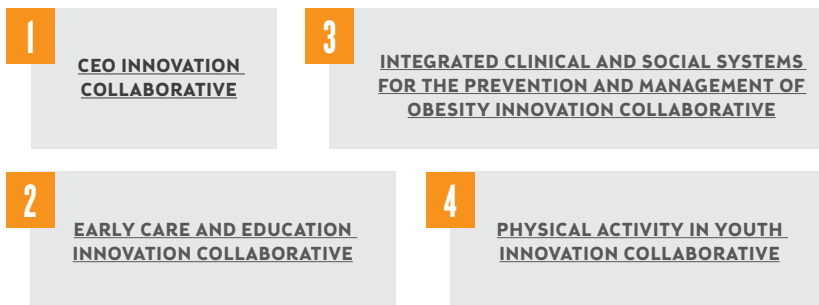 1
CEO INNOVATION
COLLABORATIVE
2
EARLY CARE AND EDUCATION
INNOVATION COLLABORATIVE
3
INTEGRATED CLINICAL AND SOCIAL SYSTEMS
FOR THE PREVENTION AND MANAGEMENT OF
OBESITY INNOVATION COLLABORATIVE
4
PHYSICAL ACTIVITY IN YOUTH
INNOVATION COLLABORATIVE